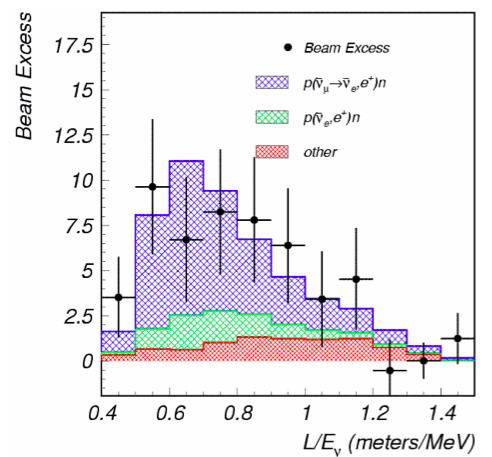 Beam Excess
17.5
15
12.5
10
7.5
5
2.5
0
Beam Excess
p(ν̄μ→ν̄e,e⁺)n
p(ν̄e,e⁺)n
other
0.4 0.6 0.8 1 1.2 1.4
L/Eν (meters/MeV)